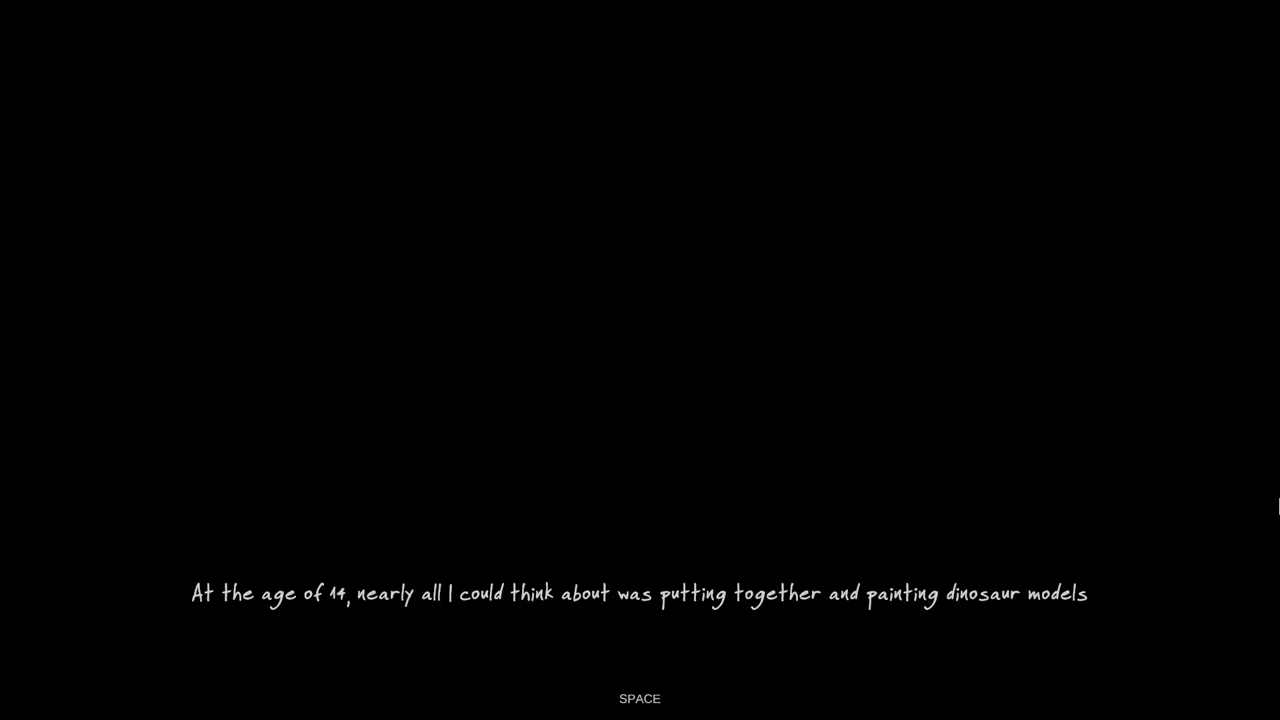 At the age of 14, nearly all I could think about was putting together and painting dinosaur models
SPACE